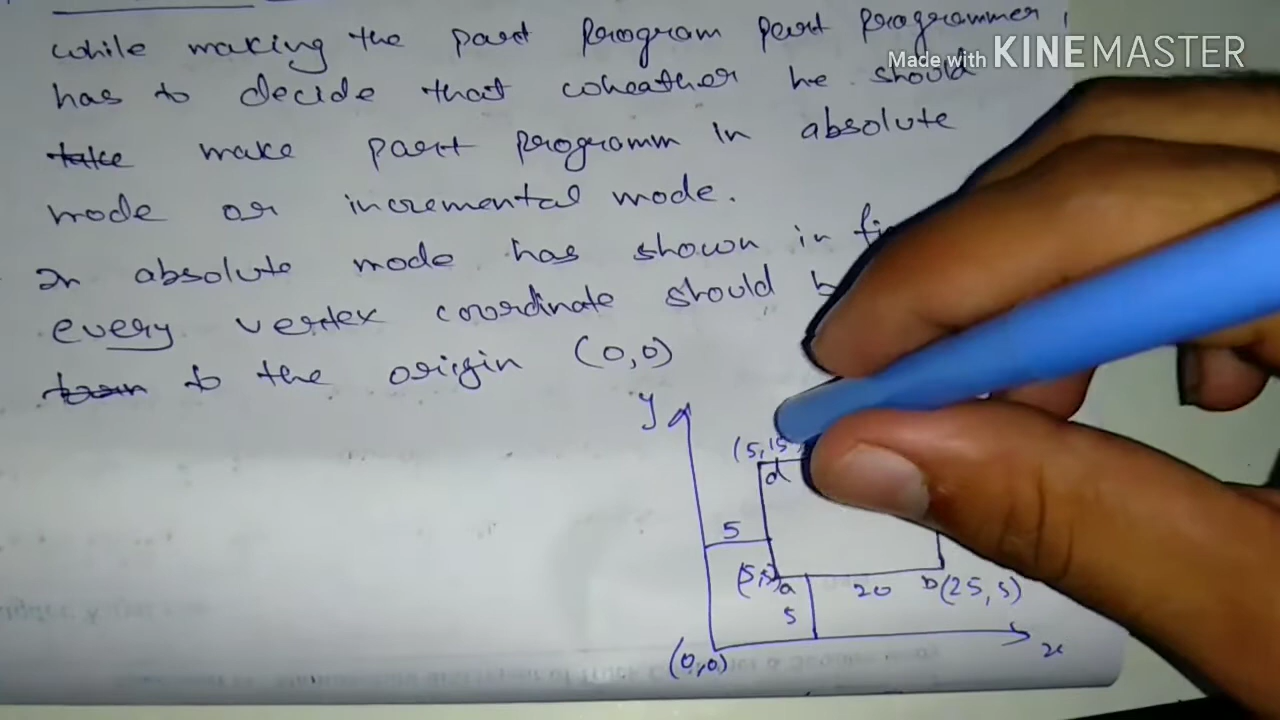 while making the part program part programmer,
Made with KINEMASTER
has to decide that wheather he should
take make part programm in absolute
mode or incremental mode.
In absolute mode has shown in
every vertex coordinate should
to the origin (0,0)
y
(5,15
d
5
(5,5) a
20
b (25,5)
5
(0,0)
x